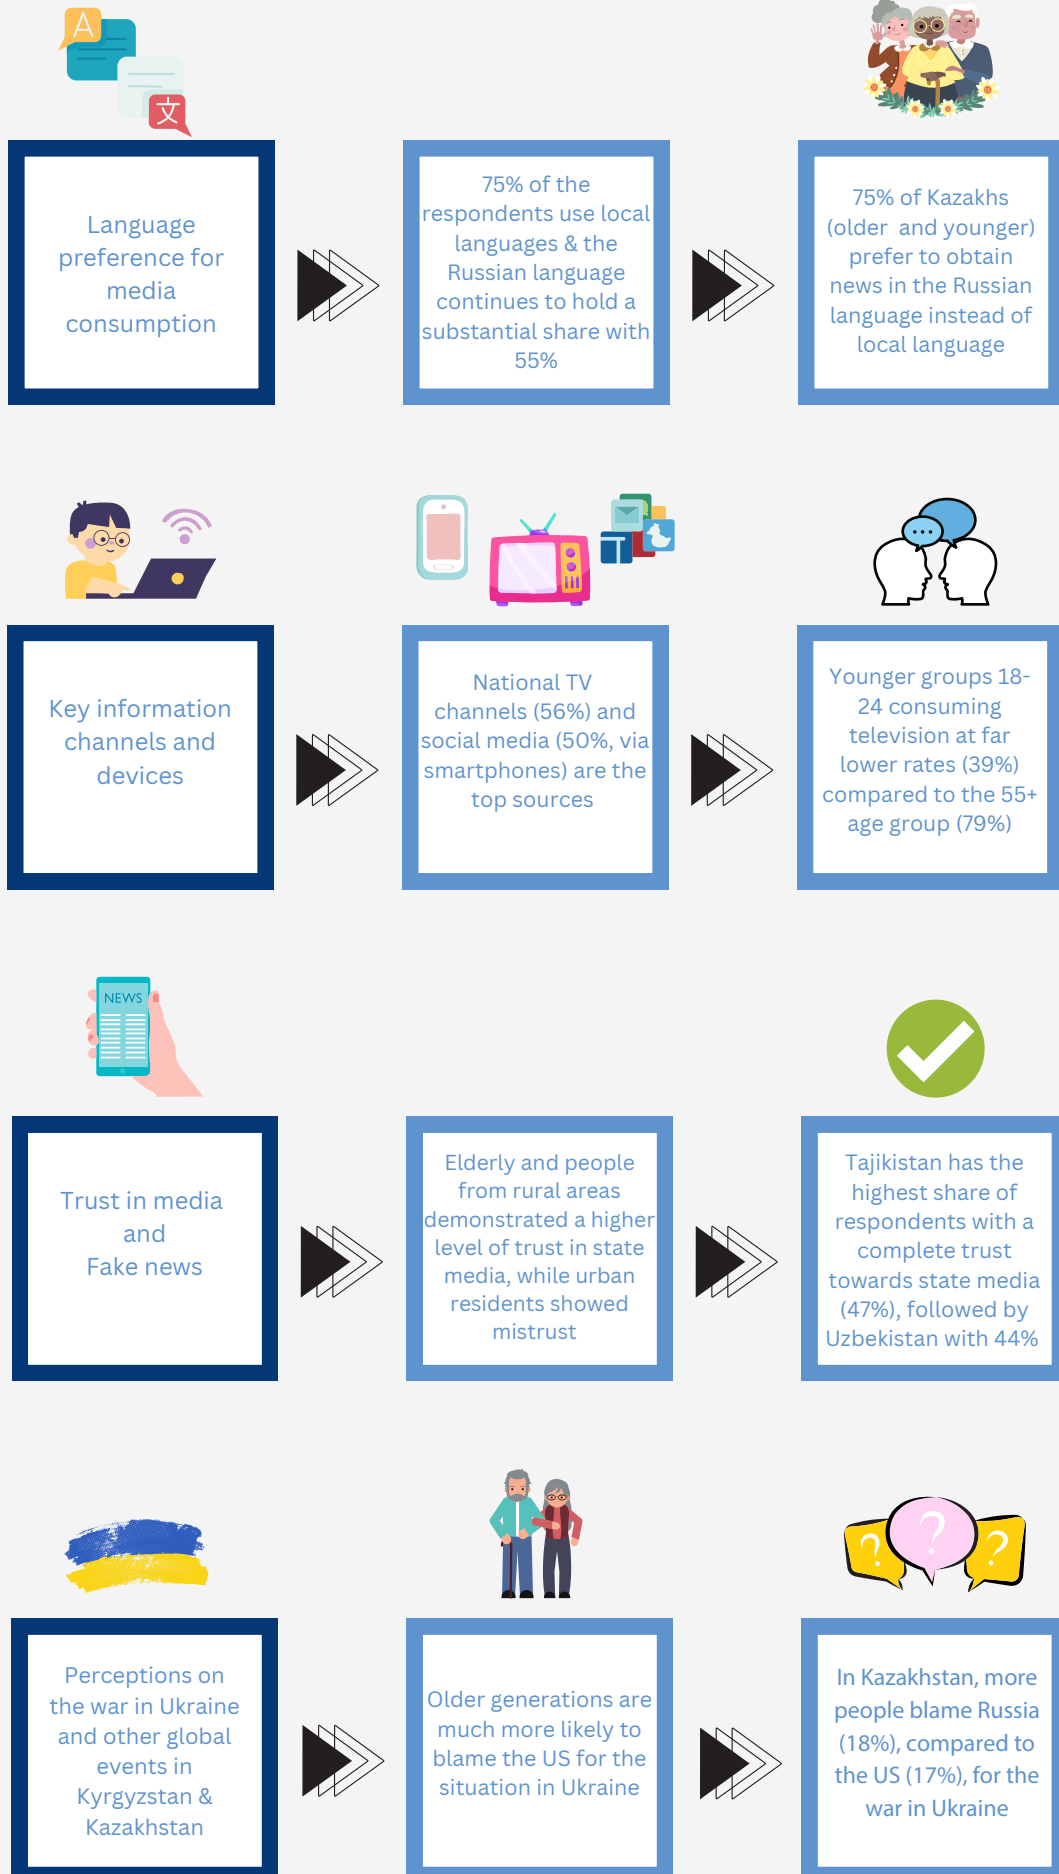 A
文
Language
preference for
media
consumption
75% of the
respondents use local
languages & the
Russian language
continues to hold a
substantial share with
55%
75% of Kazakhs
(older and younger)
prefer to obtain
news in the Russian
language instead of
local language
Key information
channels and
devices
National TV
channels (56%) and
social media (50%, via
smartphones) are the
top sources
Younger groups 18-
24 consuming
television at far
lower rates (39%)
compared to the 55+
age group (79%)
NEWS
Trust in media
and
Fake news
Elderly and people
from rural areas
demonstrated a higher
level of trust in state
media, while urban
residents showed
mistrust
Tajikistan has the
highest share of
respondents with a
complete trust
towards state media
(47%), followed by
Uzbekistan with 44%
? ? ?
Perceptions on
the war in Ukraine
and other global
events in
Kyrgyzstan &
Kazakhstan
Older generations are
much more likely to
blame the US for the
situation in Ukraine
In Kazakhstan, more
people blame Russia
(18%), compared to
the US (17%), for the
war in Ukraine